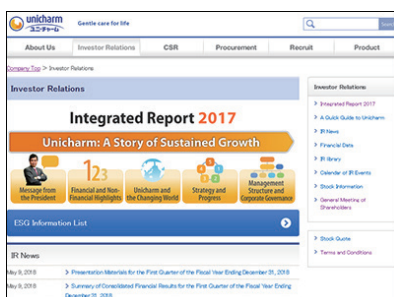 unicharm
ユニ・チャーム
Gentle care for life
Search
About Us
Investor Relations
CSR
Procurement
Recruit
Product
Company Top > Investor Relations
Investor Relations
Integrated Report 2017
Unicharm: A Story of Sustained Growth
Message from
the President
123
Financial and Non-
Financial Highlights
Unicharm and
the Changing World
Strategy and
Progress
Management
Structure and
Corporate Governance
ESG Information List
IR News
May 9, 2018
> Presentation Materials for the First Quarter of the Fiscal Year Ending December 31, 2018
May 9, 2018
> Summary of Consolidated Financial Results for the First Quarter of the Fiscal Year Ending
December 31, 2018
Investor Relations
> Integrated Report 2017
> A Quick Guide to Unicharm
> IR News
> Financial Data
> IR library
> Calendar of IR Events
> Stock Information
> General Meeting of
Shareholders
> Stock Quote
> Terms and Conditions